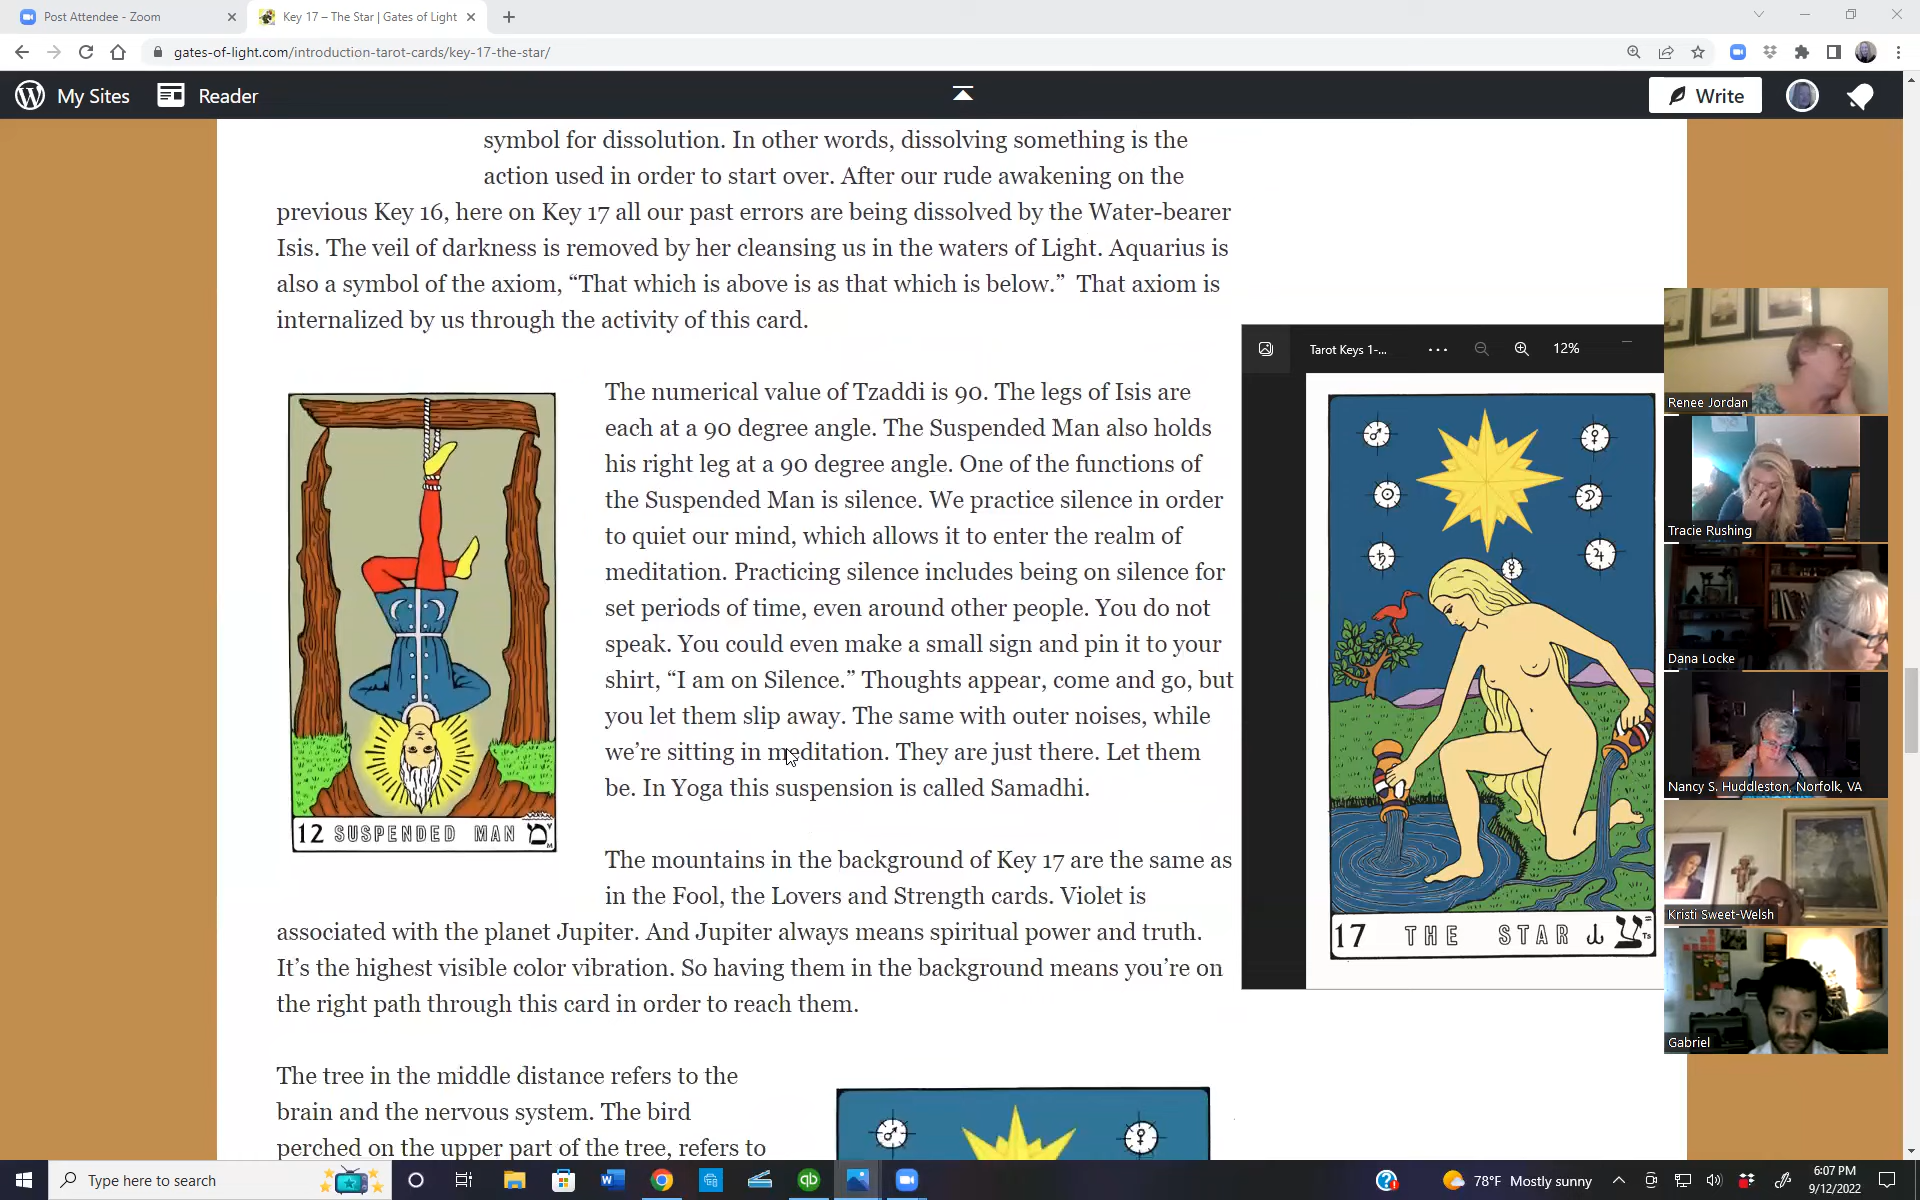 Post Attendee - Zoom
Key 17 – The Star | Gates of Light
gates-of-light.com/introduction-tarot-cards/key-17-the-star/
My Sites
Reader
Write
symbol for dissolution. In other words, dissolving something is the
action used in order to start over. After our rude awakening on the
previous Key 16, here on Key 17 all our past errors are being dissolved by the Water-bearer
Isis. The veil of darkness is removed by her cleansing us in the waters of Light. Aquarius is
also a symbol of the axiom, “That which is above is as that which is below.”  That axiom is
internalized by us through the activity of this card.
The numerical value of Tzaddi is 90. The legs of Isis are
each at a 90 degree angle. The Suspended Man also holds
his right leg at a 90 degree angle. One of the functions of
the Suspended Man is silence. We practice silence in order
to quiet our mind, which allows it to enter the realm of
meditation. Practicing silence includes being on silence for
set periods of time, even around other people. You do not
speak. You could even make a small sign and pin it to your
shirt, “I am on Silence.” Thoughts appear, come and go, but
you let them slip away. The same with outer noises, while
we’re sitting in meditation. They are just there. Let them
be. In Yoga this suspension is called Samadhi.
12 SUSPENDED MAN מ
M
The mountains in the background of Key 17 are the same as
in the Fool, the Lovers and Strength cards. Violet is
associated with the planet Jupiter. And Jupiter always means spiritual power and truth.
It’s the highest visible color vibration. So having them in the background means you’re on
the right path through this card in order to reach them.
The tree in the middle distance refers to the
brain and the nervous system. The bird
perched on the upper part of the tree, refers to
Tarot Keys 1-...
12%
17 THE STAR צ
Ts
Renee Jordan
Tracie Rushing
Dana Locke
Nancy S. Huddleston, Norfolk, VA
Kristi Sweet-Welsh
Gabriel
Type here to search
78°F Mostly sunny
6:07 PM
9/12/2022